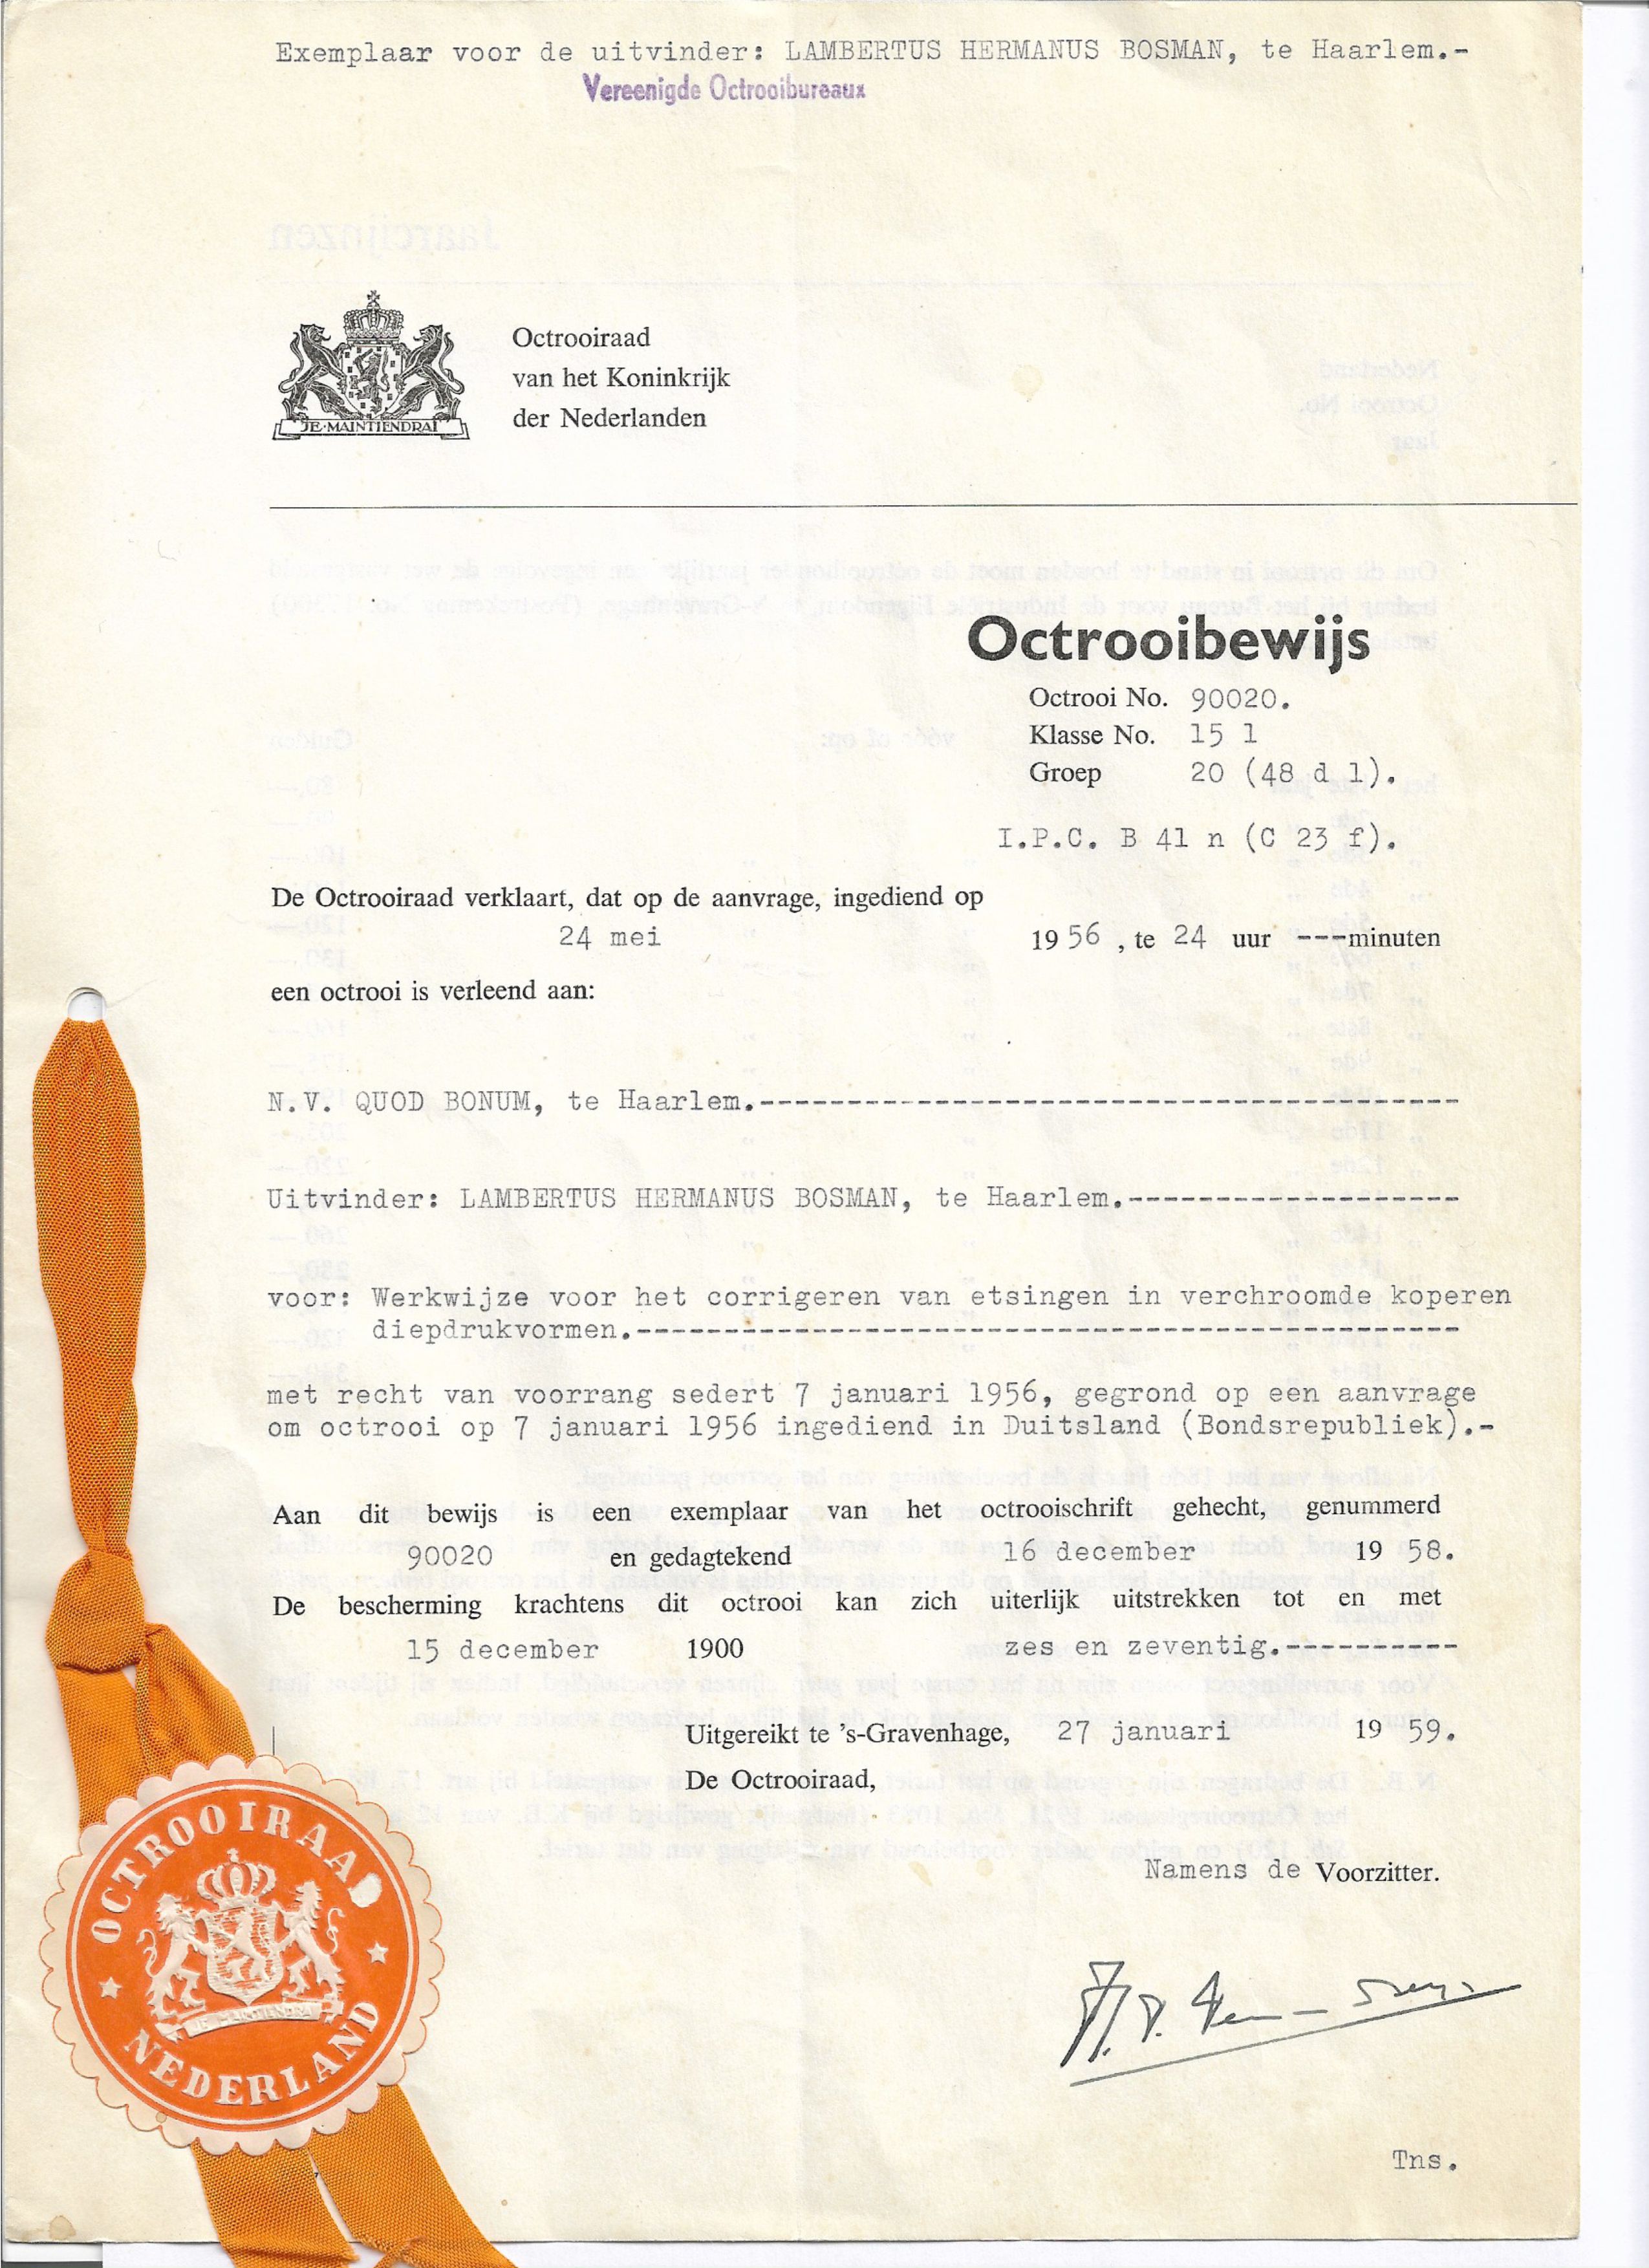 Exemplaar voor de uitvinder: LAMBERTUS HERMANUS BOSMAN, te Haarlem.-
Vereenigde Octrooibureaux
Octrooiraad
van het Koninkrijk
der Nederlanden
JE·MAINTIENDRAI
Octrooibewijs
Octrooi No. 90020.
Klasse No. 15 l
Groep 20 (48 d 1).
I.P.C. B 41 n (C 23 f).
De Octrooiraad verklaart, dat op de aanvrage, ingediend op
24 mei 1956, te 24 uur ---minuten
een octrooi is verleend aan:
N.V. QUOD BONUM, te Haarlem.----------------------------------------
Uitvinder: LAMBERTUS HERMANUS BOSMAN, te Haarlem.-------------------
voor: Werkwijze voor het corrigeren van etsingen in verchroomde koperen
diepdrukvormen.-----------------------------------------------
met recht van voorrang sedert 7 januari 1956, gegrond op een aanvrage
om octrooi op 7 januari 1956 ingediend in Duitsland (Bondsrepubliek).-
Aan dit bewijs is een exemplaar van het octrooischrift gehecht, genummerd
90020 en gedagtekend 16 december 19 58.
De bescherming krachtens dit octrooi kan zich uiterlijk uitstrekken tot en met
15 december 1900 zes en zeventig.----------
Uitgereikt te 's-Gravenhage, 27 januari 19 59.
De Octrooiraad,
Namens de Voorzitter.
Tns.
OCTROOIRAAD
NEDERLAND